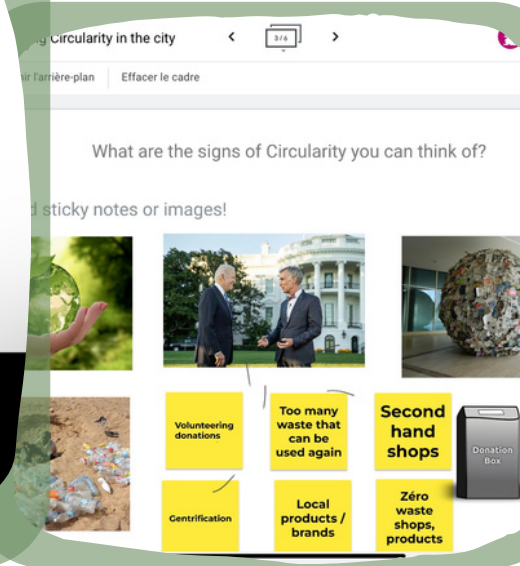 Circularity in the city
3/6
l'arrière-plan
Effacer le cadre
What are the signs of Circularity you can think of?
sticky notes or images!
Volunteering
donations
Too many
waste that
can be
used again
Second
hand
shops
Donation
Box
Gentrification
Local
products /
brands
Zéro
waste
shops,
products